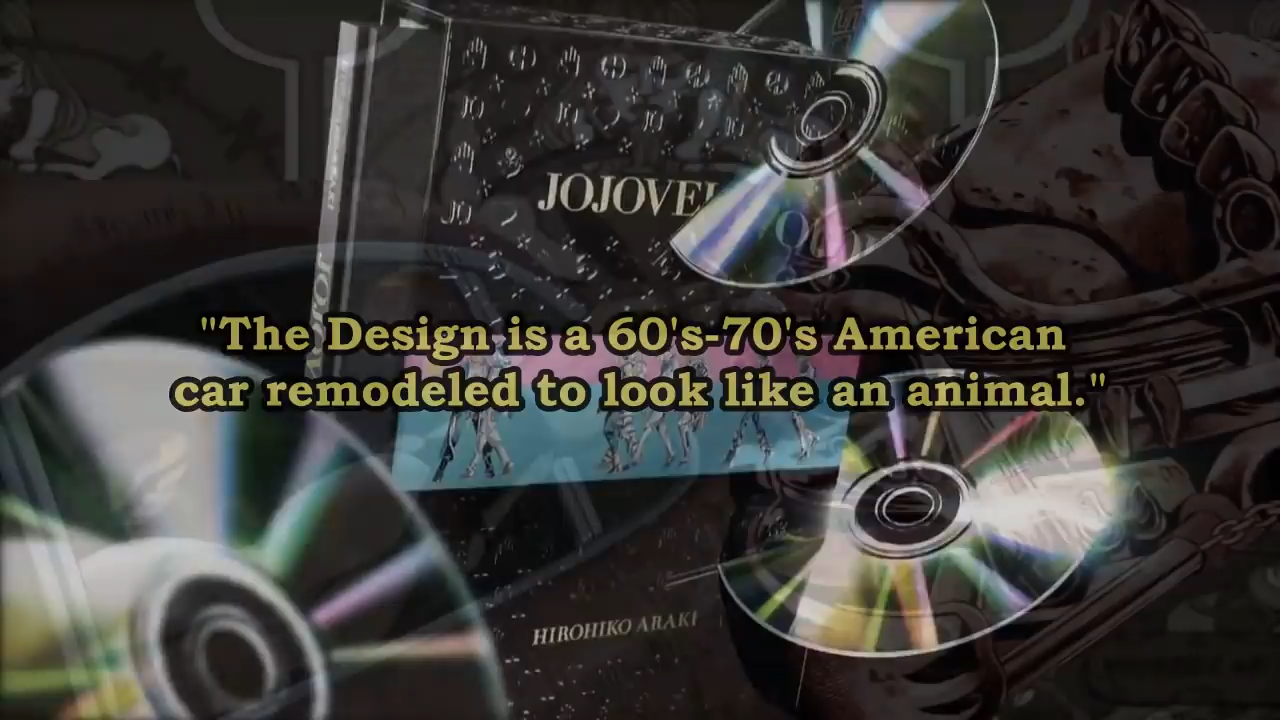 JOJOVEL
"The Design is a 60's-70's American
car remodeled to look like an animal."
HIROHIKO ARAKI